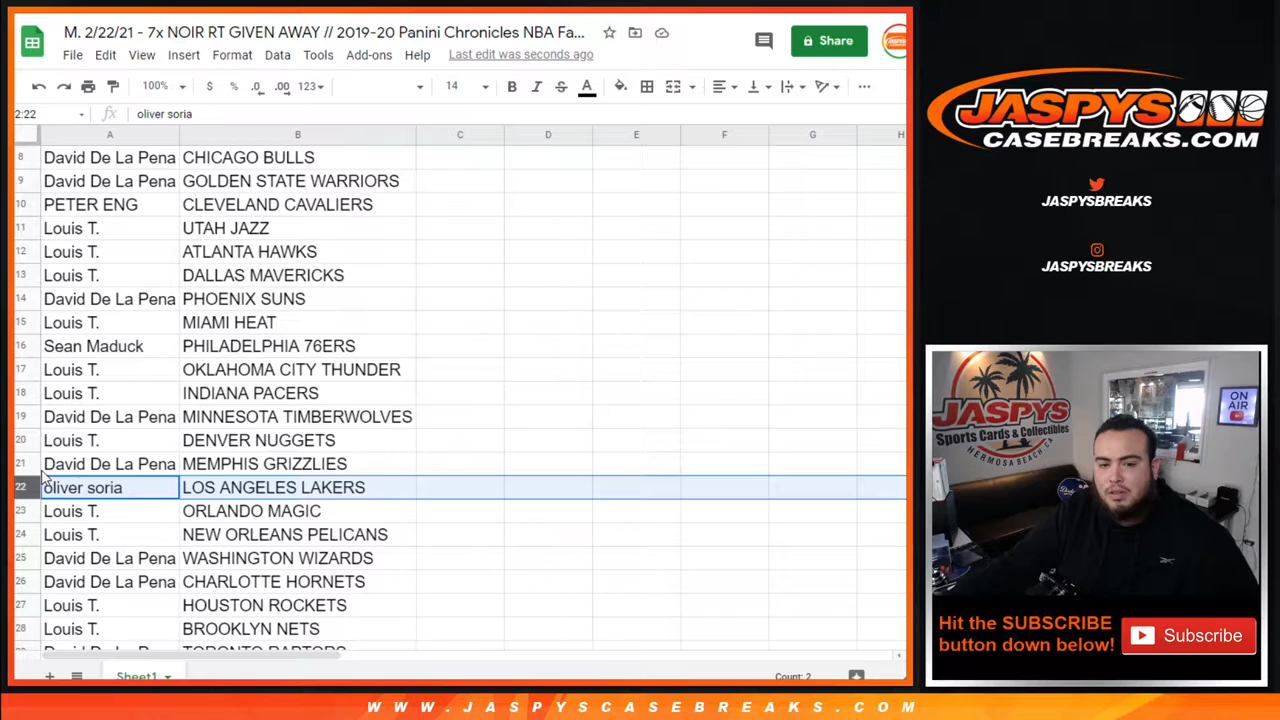 M. 2/22/21 - 7x NOIR RT GIVEN AWAY // 2019-20 Panini Chronicles NBA Fa...
Share
File Edit View Insert Format Data Tools Add-ons Help Last edit was seconds ago
100% $ % .0 .00 123 14 B I S A
2:22 fx oliver soria
A B C D E F G H
8 David De La Pena CHICAGO BULLS
9 David De La Pena GOLDEN STATE WARRIORS
10 PETER ENG CLEVELAND CAVALIERS
11 Louis T. UTAH JAZZ
12 Louis T. ATLANTA HAWKS
13 Louis T. DALLAS MAVERICKS
14 David De La Pena PHOENIX SUNS
15 Louis T. MIAMI HEAT
16 Sean Maduck PHILADELPHIA 76ERS
17 Louis T. OKLAHOMA CITY THUNDER
18 Louis T. INDIANA PACERS
19 David De La Pena MINNESOTA TIMBERWOLVES
20 Louis T. DENVER NUGGETS
21 David De La Pena MEMPHIS GRIZZLIES
22 oliver soria LOS ANGELES LAKERS
23 Louis T. ORLANDO MAGIC
24 Louis T. NEW ORLEANS PELICANS
25 David De La Pena WASHINGTON WIZARDS
26 David De La Pena CHARLOTTE HORNETS
27 Louis T. HOUSTON ROCKETS
28 Louis T. BROOKLYN NETS
David De La Pena TORONTO RAPTORS
Sheet1 Count: 2
JASPYS
CASEBREAKS.COM
JASPYSBREAKS
JASPYSBREAKS
JASPYS
Sports Cards & Collectibles
HERMOSA BEACH CA
ON AIR
Hit the SUBSCRIBE
button down below!
Subscribe
WWW.JASPYSCASEBREAKS.COM